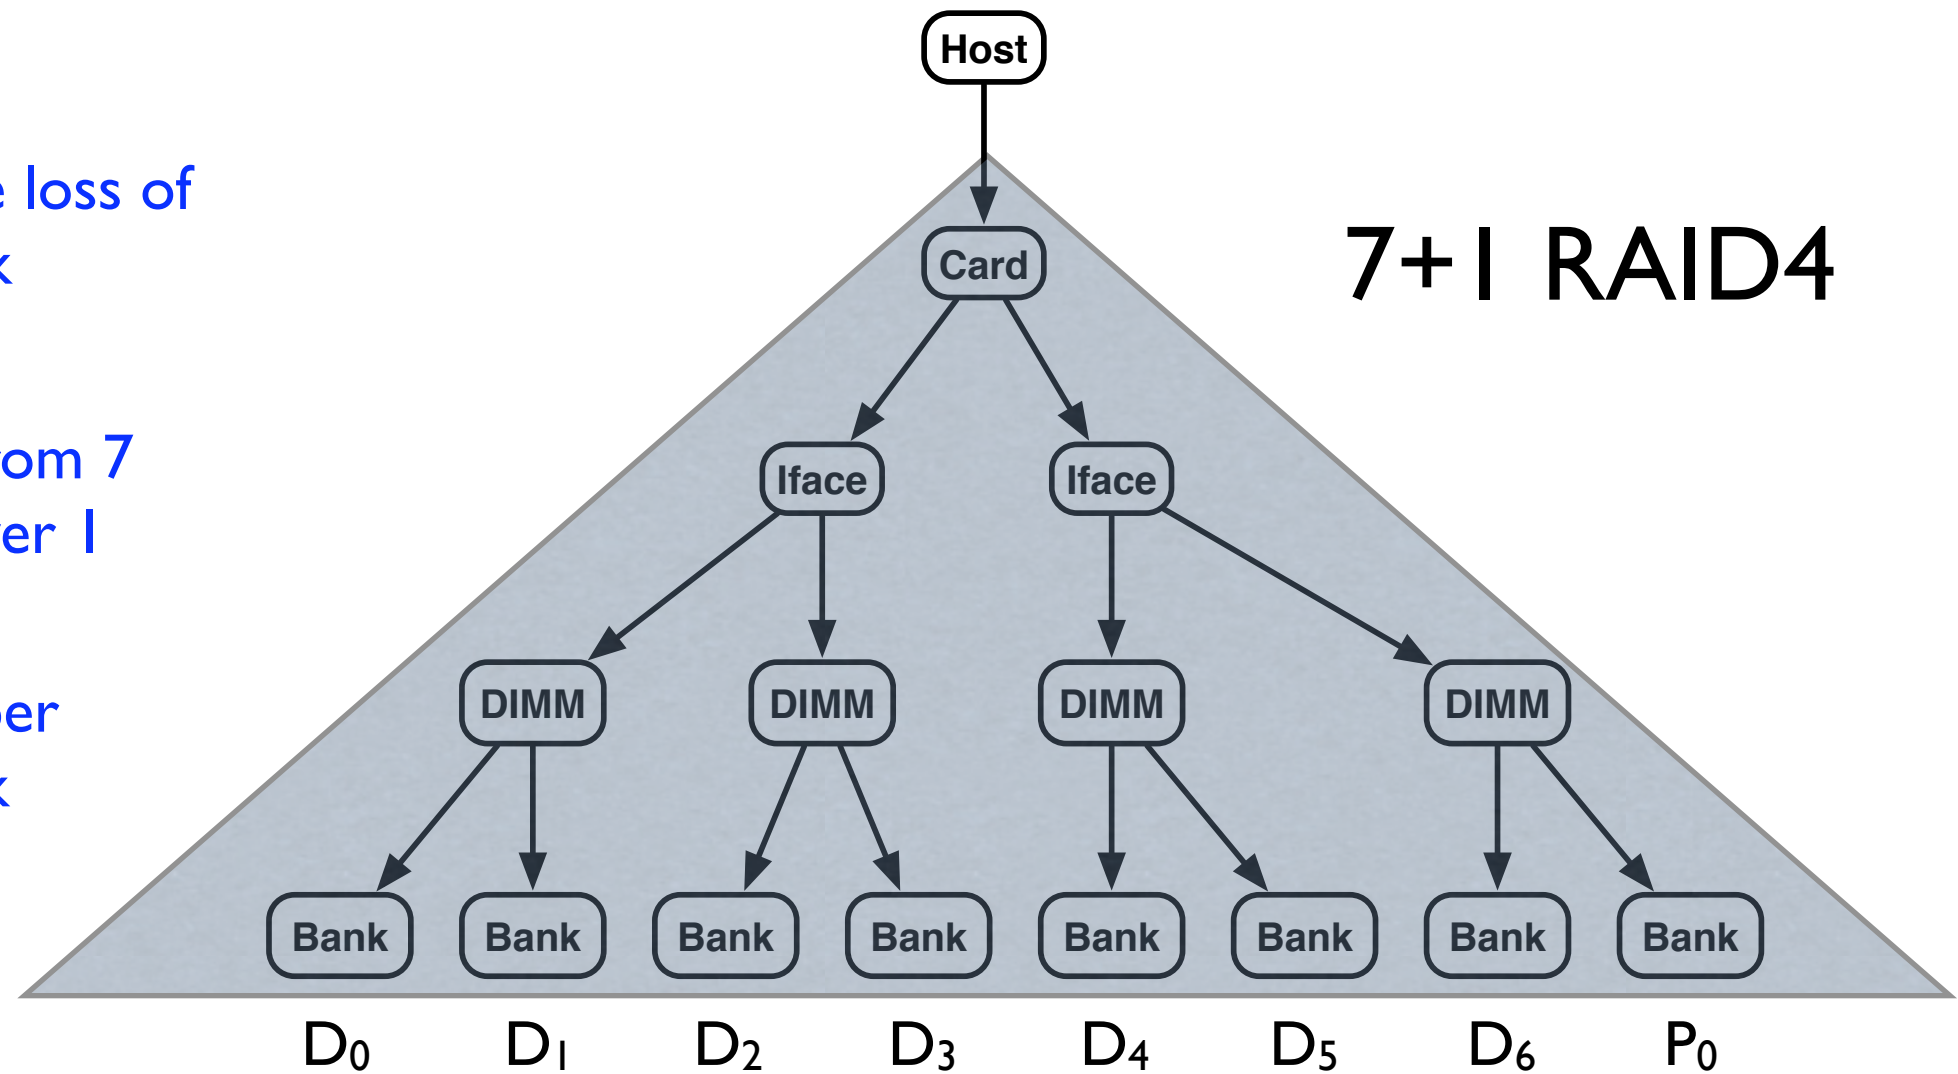 Host
loss of
Card
7+1 RAID4
om 7
er 1
Iface Iface
per
DIMM DIMM DIMM DIMM
Bank Bank Bank Bank Bank Bank Bank Bank
D0 D1 D2 D3 D4 D5 D6 P0